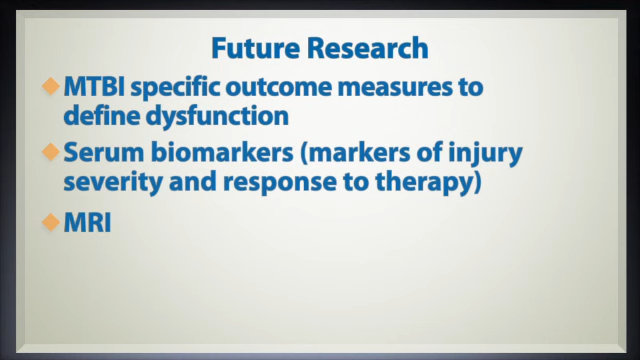 Future Research
MTBI specific outcome measures to
define dysfunction
Serum biomarkers (markers of injury
severity and response to therapy)
MRI